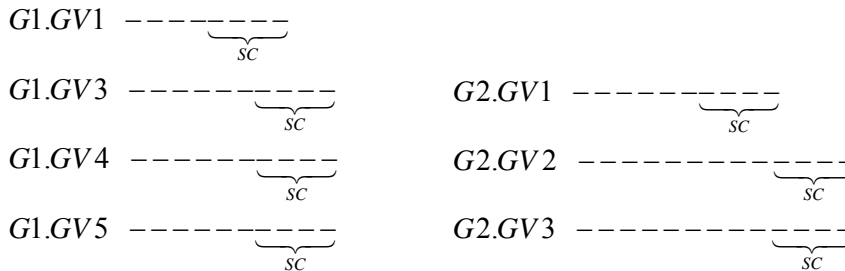 G1.GV1 − − − − − − − −
SC
G1.GV3 − − − − − − − − − − G2.GV1 − − − − − − − − − −
SC SC
G1.GV4 − − − − − − − − − − G2.GV2 − − − − − − − − − − − − −
SC SC
G1.GV5 − − − − − − − − − − G2.GV3 − − − − − − − − − − − − −
SC SC